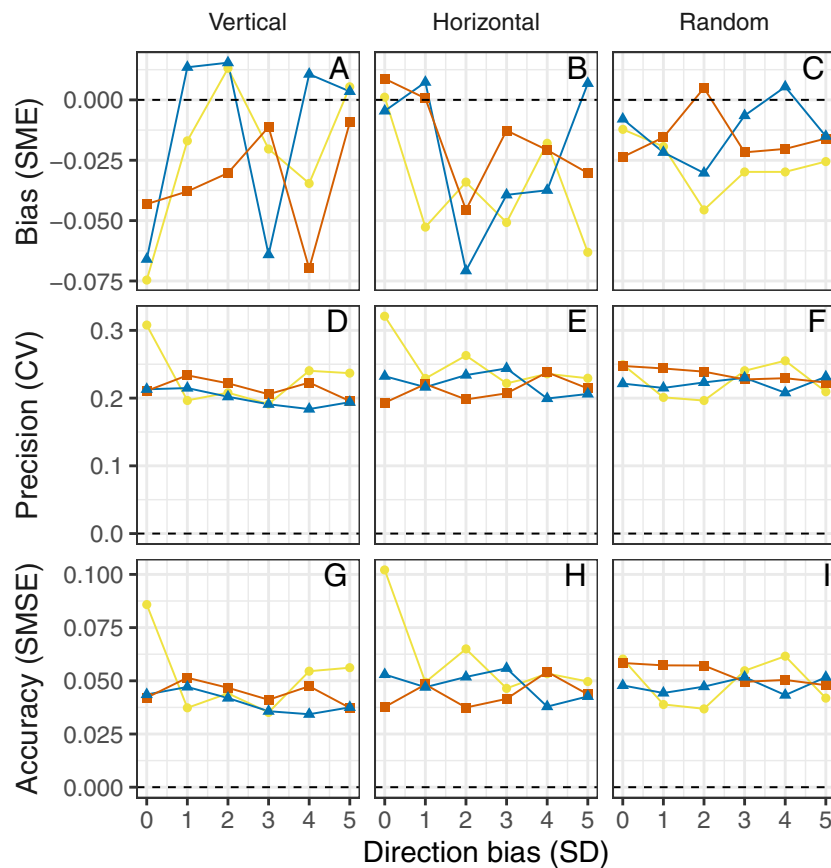 Vertical Horizontal Random
Bias (SME)
0.000
−0.025
−0.050
−0.075
A B C
Precision (CV)
0.3
0.2
0.1
0.0
D E F
Accuracy (SMSE)
0.100
0.075
0.050
0.025
0.000
G H I
0 1 2 3 4 5 0 1 2 3 4 5 0 1 2 3 4 5
Direction bias (SD)